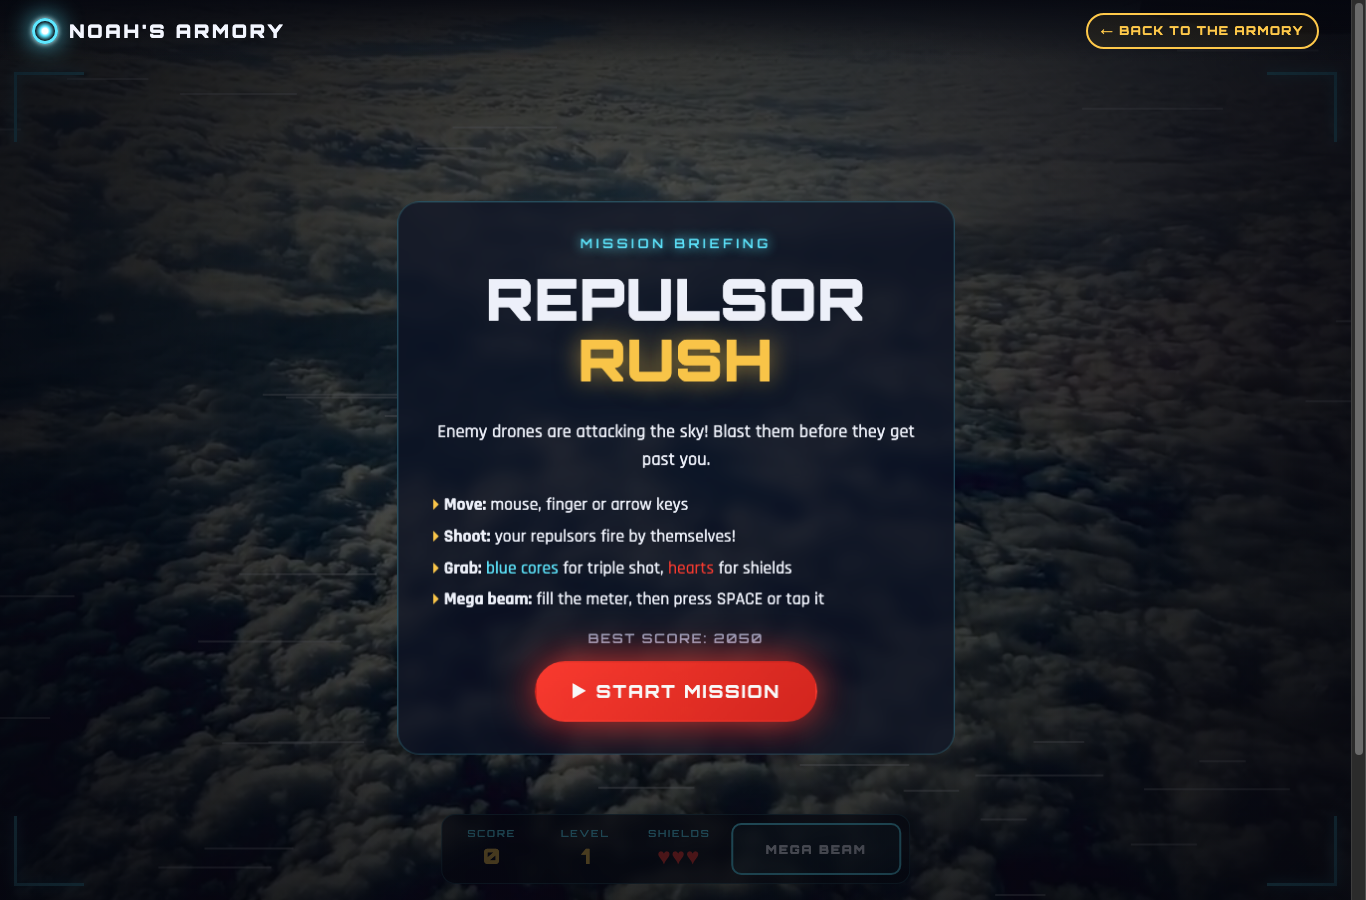 NOAH'S ARMORY
← BACK TO THE ARMORY
MISSION BRIEFING
REPULSOR
RUSH
Enemy drones are attacking the sky! Blast them before they get
past you.
Move: mouse, finger or arrow keys
Shoot: your repulsors fire by themselves!
Grab: blue cores for triple shot, hearts for shields
Mega beam: fill the meter, then press SPACE or tap it
BEST SCORE: 2050
▶ START MISSION
SCORE LEVEL SHIELDS
0 1 ♥♥♥
MEGA BEAM